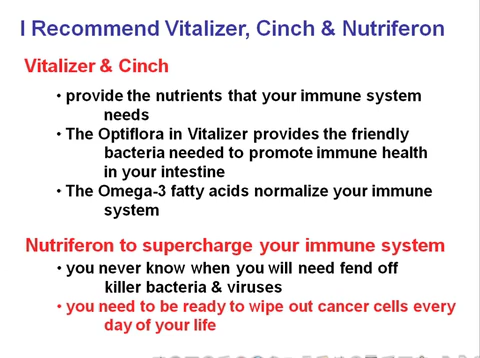 I Recommend Vitalizer, Cinch & Nutriferon
Vitalizer & Cinch
• provide the nutrients that your immune system
needs
• The Optiflora in Vitalizer provides the friendly
bacteria needed to promote immune health
in your intestine
• The Omega-3 fatty acids normalize your immune
system
Nutriferon to supercharge your immune system
• you never know when you will need fend off
killer bacteria & viruses
• you need to be ready to wipe out cancer cells every
day of your life